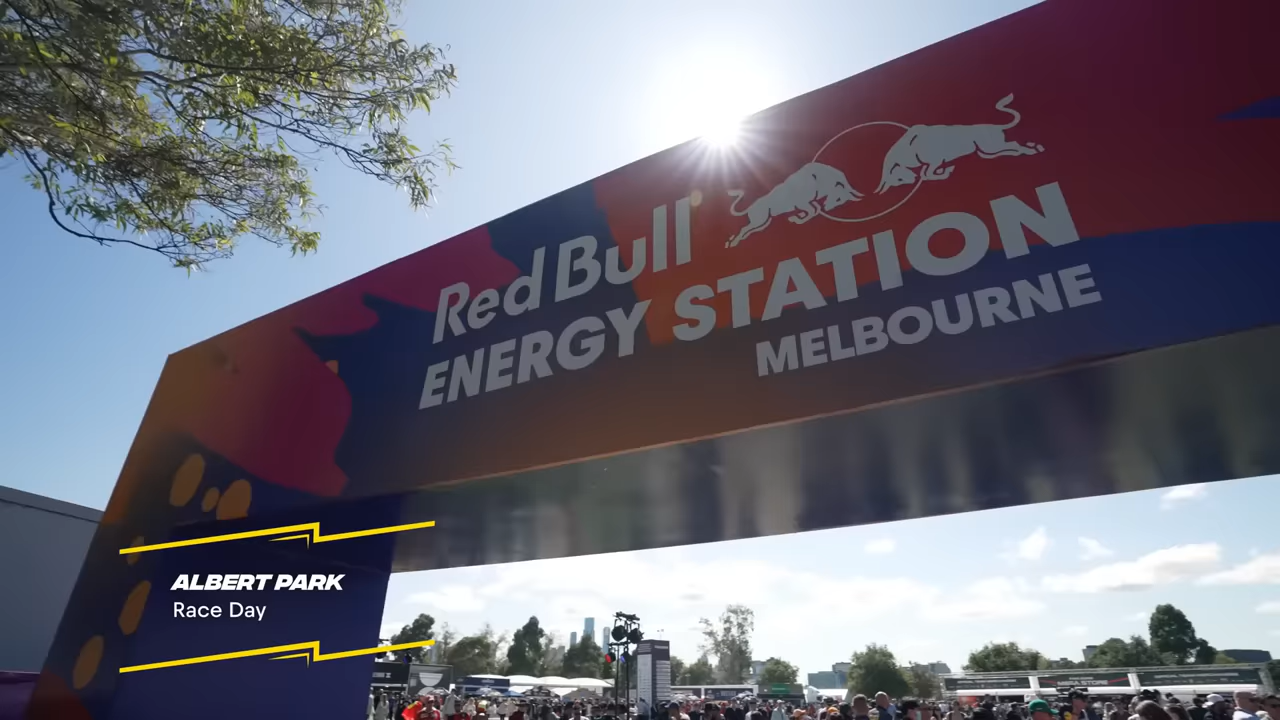 Red Bull
ENERGY STATION
MELBOURNE
ALBERT PARK
Race Day